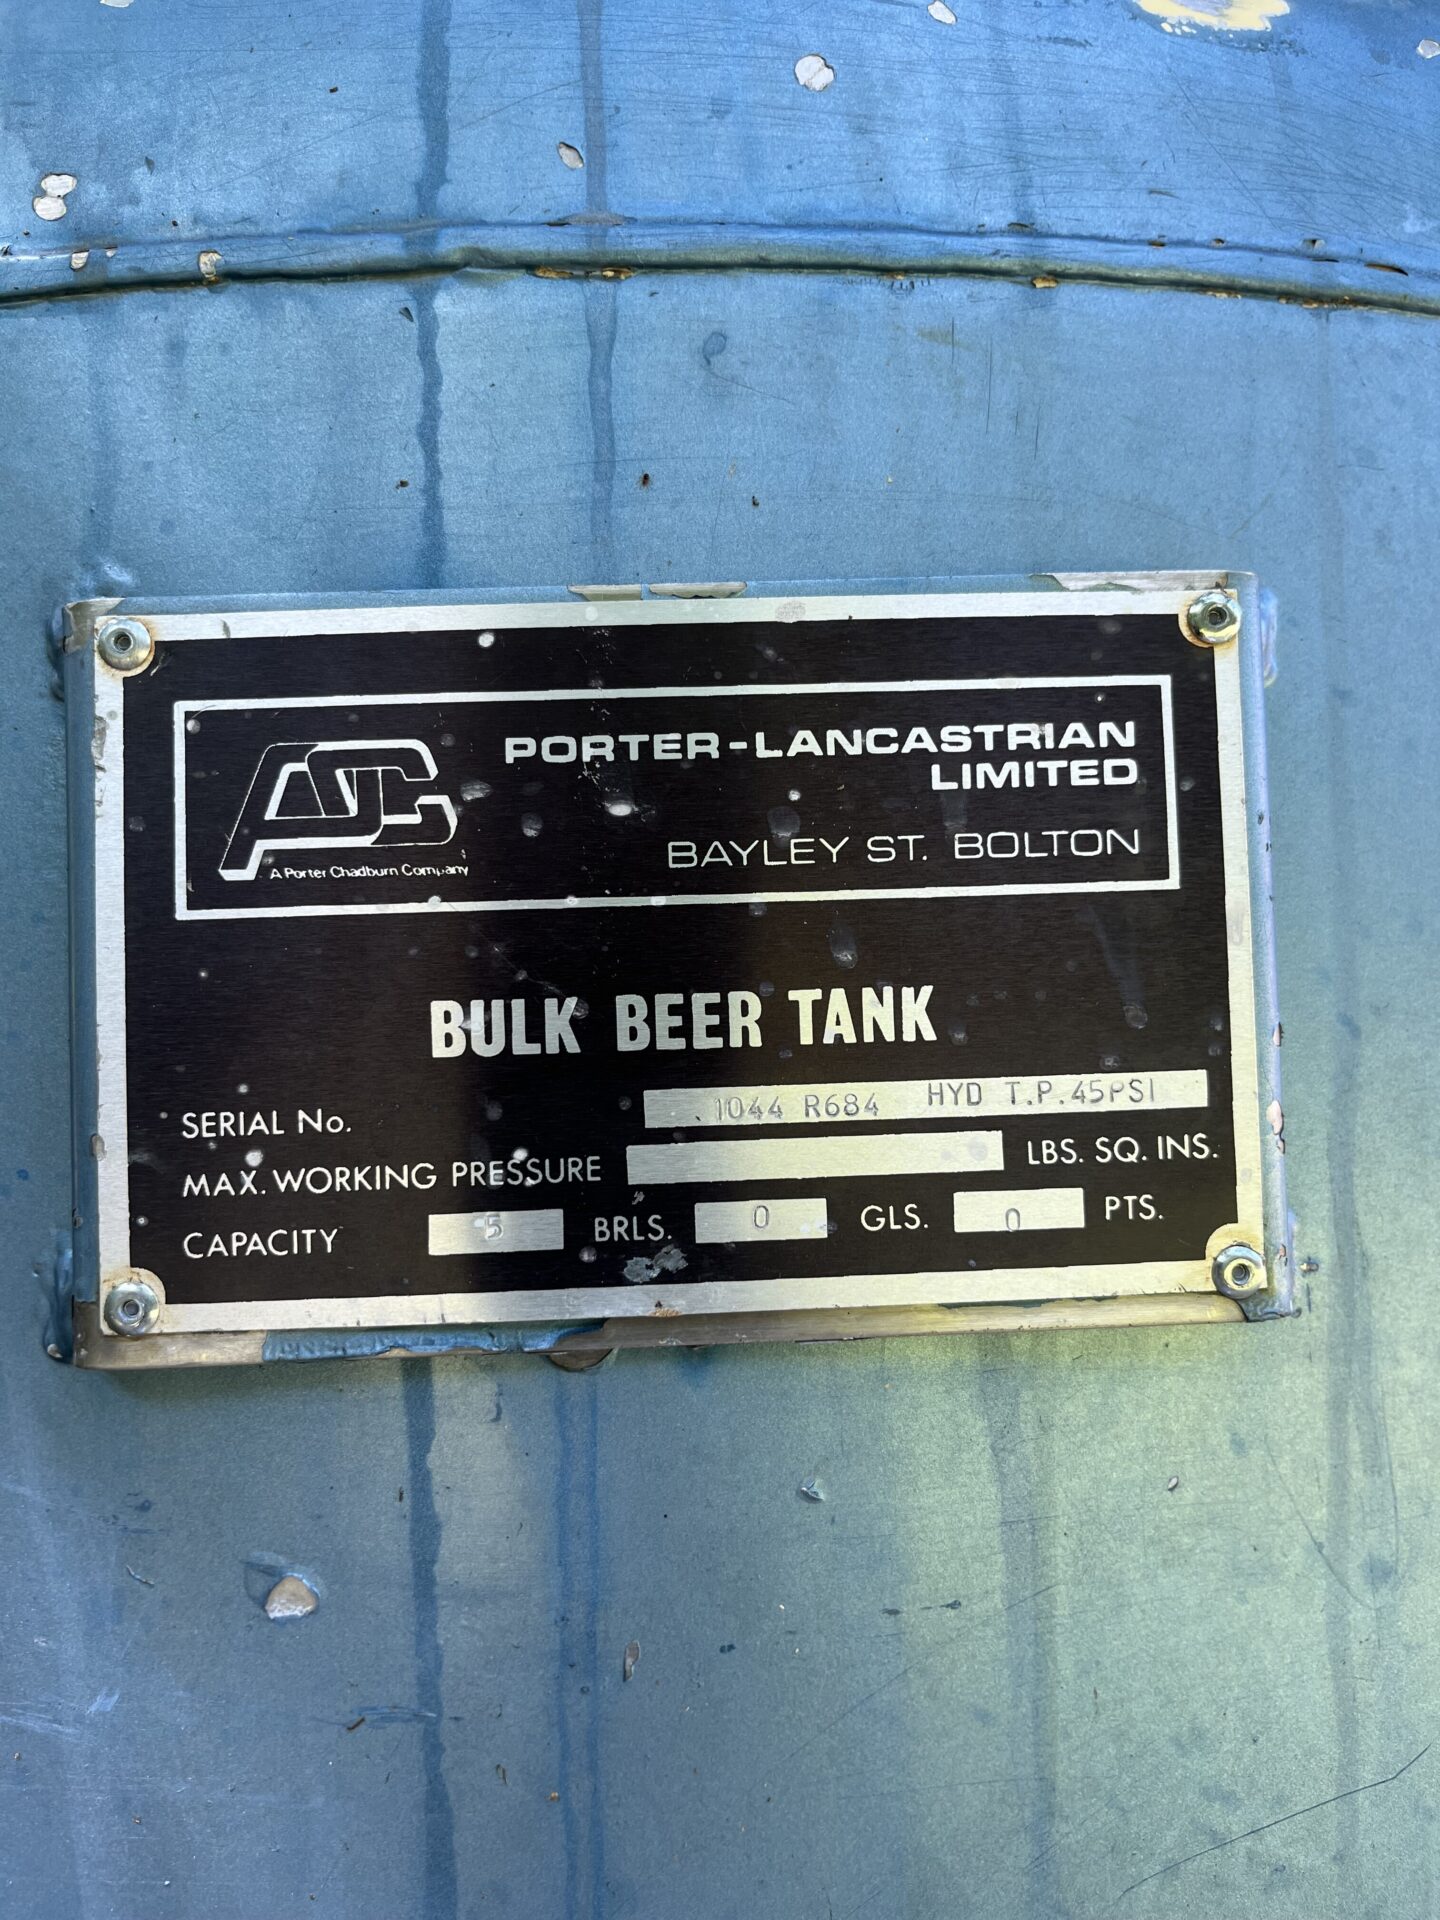 PORTER-LANCASTRIAN
LIMITED
BAYLEY ST. BOLTON
A Porter Chadburn Company
BULK BEER TANK
SERIAL No. 1044 R684 HYD T.P. 45PSI
MAX. WORKING PRESSURE LBS. SQ. INS.
CAPACITY 5 BRLS. 0 GLS. 0 PTS.